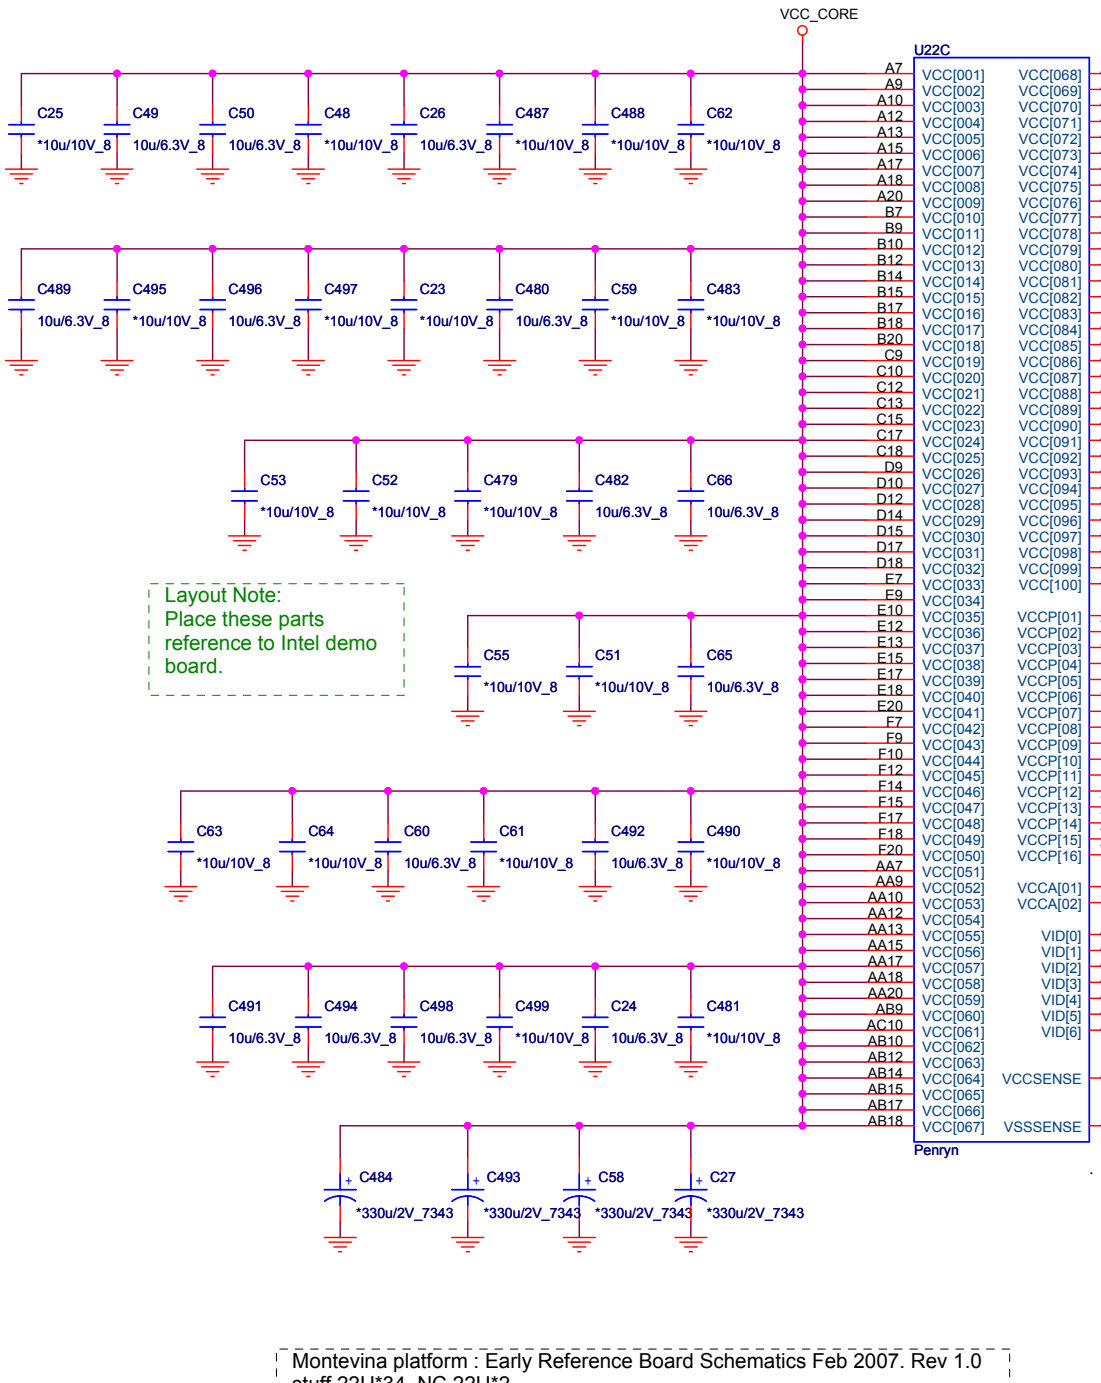 VCC_CORE
U22C
C25 C49 C50 C48 C26 C487 C488 C62
*10u/10V_8 10u/6.3V_8 10u/6.3V_8 *10u/10V_8 10u/6.3V_8 *10u/10V_8 *10u/10V_8 *10u/10V_8
C489 C495 C496 C497 C23 C480 C59 C483
10u/6.3V_8 *10u/10V_8 10u/6.3V_8 *10u/10V_8 *10u/10V_8 10u/6.3V_8 *10u/10V_8 *10u/10V_8
C53 C52 C479 C482 C66
*10u/10V_8 *10u/10V_8 *10u/10V_8 10u/6.3V_8 10u/6.3V_8
Layout Note:
Place these parts
reference to Intel demo
board.
C55 C51 C65
*10u/10V_8 *10u/10V_8 10u/6.3V_8
C63 C64 C60 C61 C492 C490
*10u/10V_8 *10u/10V_8 10u/6.3V_8 *10u/10V_8 10u/6.3V_8 *10u/10V_8
C491 C494 C498 C499 C24 C481
10u/6.3V_8 10u/6.3V_8 10u/6.3V_8 *10u/10V_8 10u/6.3V_8 *10u/10V_8
+ C484 + C493 + C58 + C27
*330u/2V_7343 *330u/2V_7343 *330u/2V_7343 *330u/2V_7343
A7 VCC[001] VCC[068]
A9 VCC[002] VCC[069]
A10 VCC[003] VCC[070]
A12 VCC[004] VCC[071]
A13 VCC[005] VCC[072]
A15 VCC[006] VCC[073]
A17 VCC[007] VCC[074]
A18 VCC[008] VCC[075]
A20 VCC[009] VCC[076]
B7 VCC[010] VCC[077]
B9 VCC[011] VCC[078]
B10 VCC[012] VCC[079]
B12 VCC[013] VCC[080]
B14 VCC[014] VCC[081]
B15 VCC[015] VCC[082]
B17 VCC[016] VCC[083]
B18 VCC[017] VCC[084]
B20 VCC[018] VCC[085]
C9 VCC[019] VCC[086]
C10 VCC[020] VCC[087]
C12 VCC[021] VCC[088]
C13 VCC[022] VCC[089]
C15 VCC[023] VCC[090]
C17 VCC[024] VCC[091]
C18 VCC[025] VCC[092]
D9 VCC[026] VCC[093]
D10 VCC[027] VCC[094]
D12 VCC[028] VCC[095]
D14 VCC[029] VCC[096]
D15 VCC[030] VCC[097]
D17 VCC[031] VCC[098]
D18 VCC[032] VCC[099]
E7 VCC[033] VCC[100]
E9 VCC[034]
E10 VCC[035] VCCP[01]
E12 VCC[036] VCCP[02]
E13 VCC[037] VCCP[03]
E15 VCC[038] VCCP[04]
E17 VCC[039] VCCP[05]
E18 VCC[040] VCCP[06]
E20 VCC[041] VCCP[07]
F7 VCC[042] VCCP[08]
F9 VCC[043] VCCP[09]
F10 VCC[044] VCCP[10]
F12 VCC[045] VCCP[11]
F14 VCC[046] VCCP[12]
F15 VCC[047] VCCP[13]
F17 VCC[048] VCCP[14]
F18 VCC[049] VCCP[15]
F20 VCC[050] VCCP[16]
AA7 VCC[051]
AA9 VCC[052] VCCA[01]
AA10 VCC[053] VCCA[02]
AA12 VCC[054]
AA13 VCC[055] VID[0]
AA15 VCC[056] VID[1]
AA17 VCC[057] VID[2]
AA18 VCC[058] VID[3]
AA20 VCC[059] VID[4]
AB9 VCC[060] VID[5]
AC10 VCC[061] VID[6]
AB10 VCC[062]
AB12 VCC[063]
AB14 VCC[064] VCCSENSE
AB15 VCC[065]
AB17 VCC[066]
AB18 VCC[067] VSSSENSE
Penryn
Montevina platform : Early Reference Board Schematics Feb 2007. Rev 1.0
stuff 22U*34, NC 22U*2